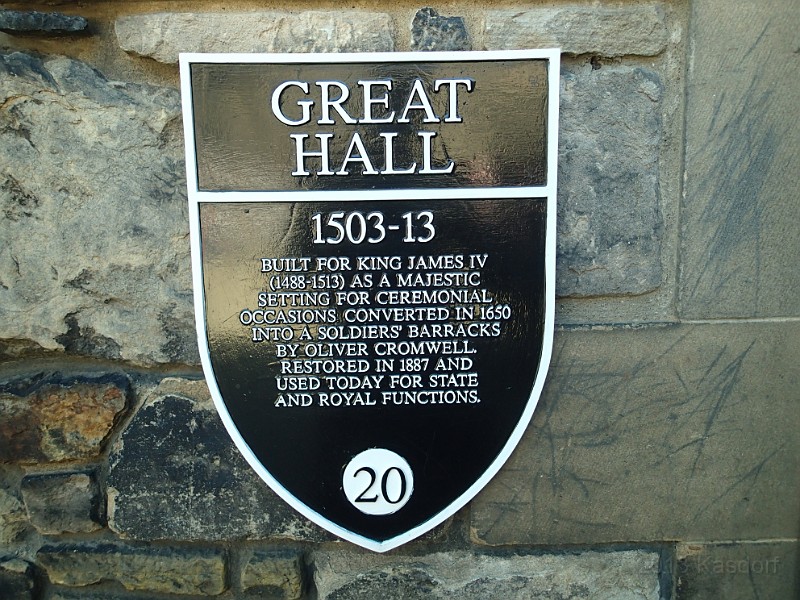 GREAT
HALL
1503-13
BUILT FOR KING JAMES IV
(1488-1513) AS A MAJESTIC
SETTING FOR CEREMONIAL
OCCASIONS. CONVERTED IN 1650
INTO A SOLDIERS' BARRACKS
BY OLIVER CROMWELL.
RESTORED IN 1887 AND
USED TODAY FOR STATE
AND ROYAL FUNCTIONS.
20
2013 Kasdorf